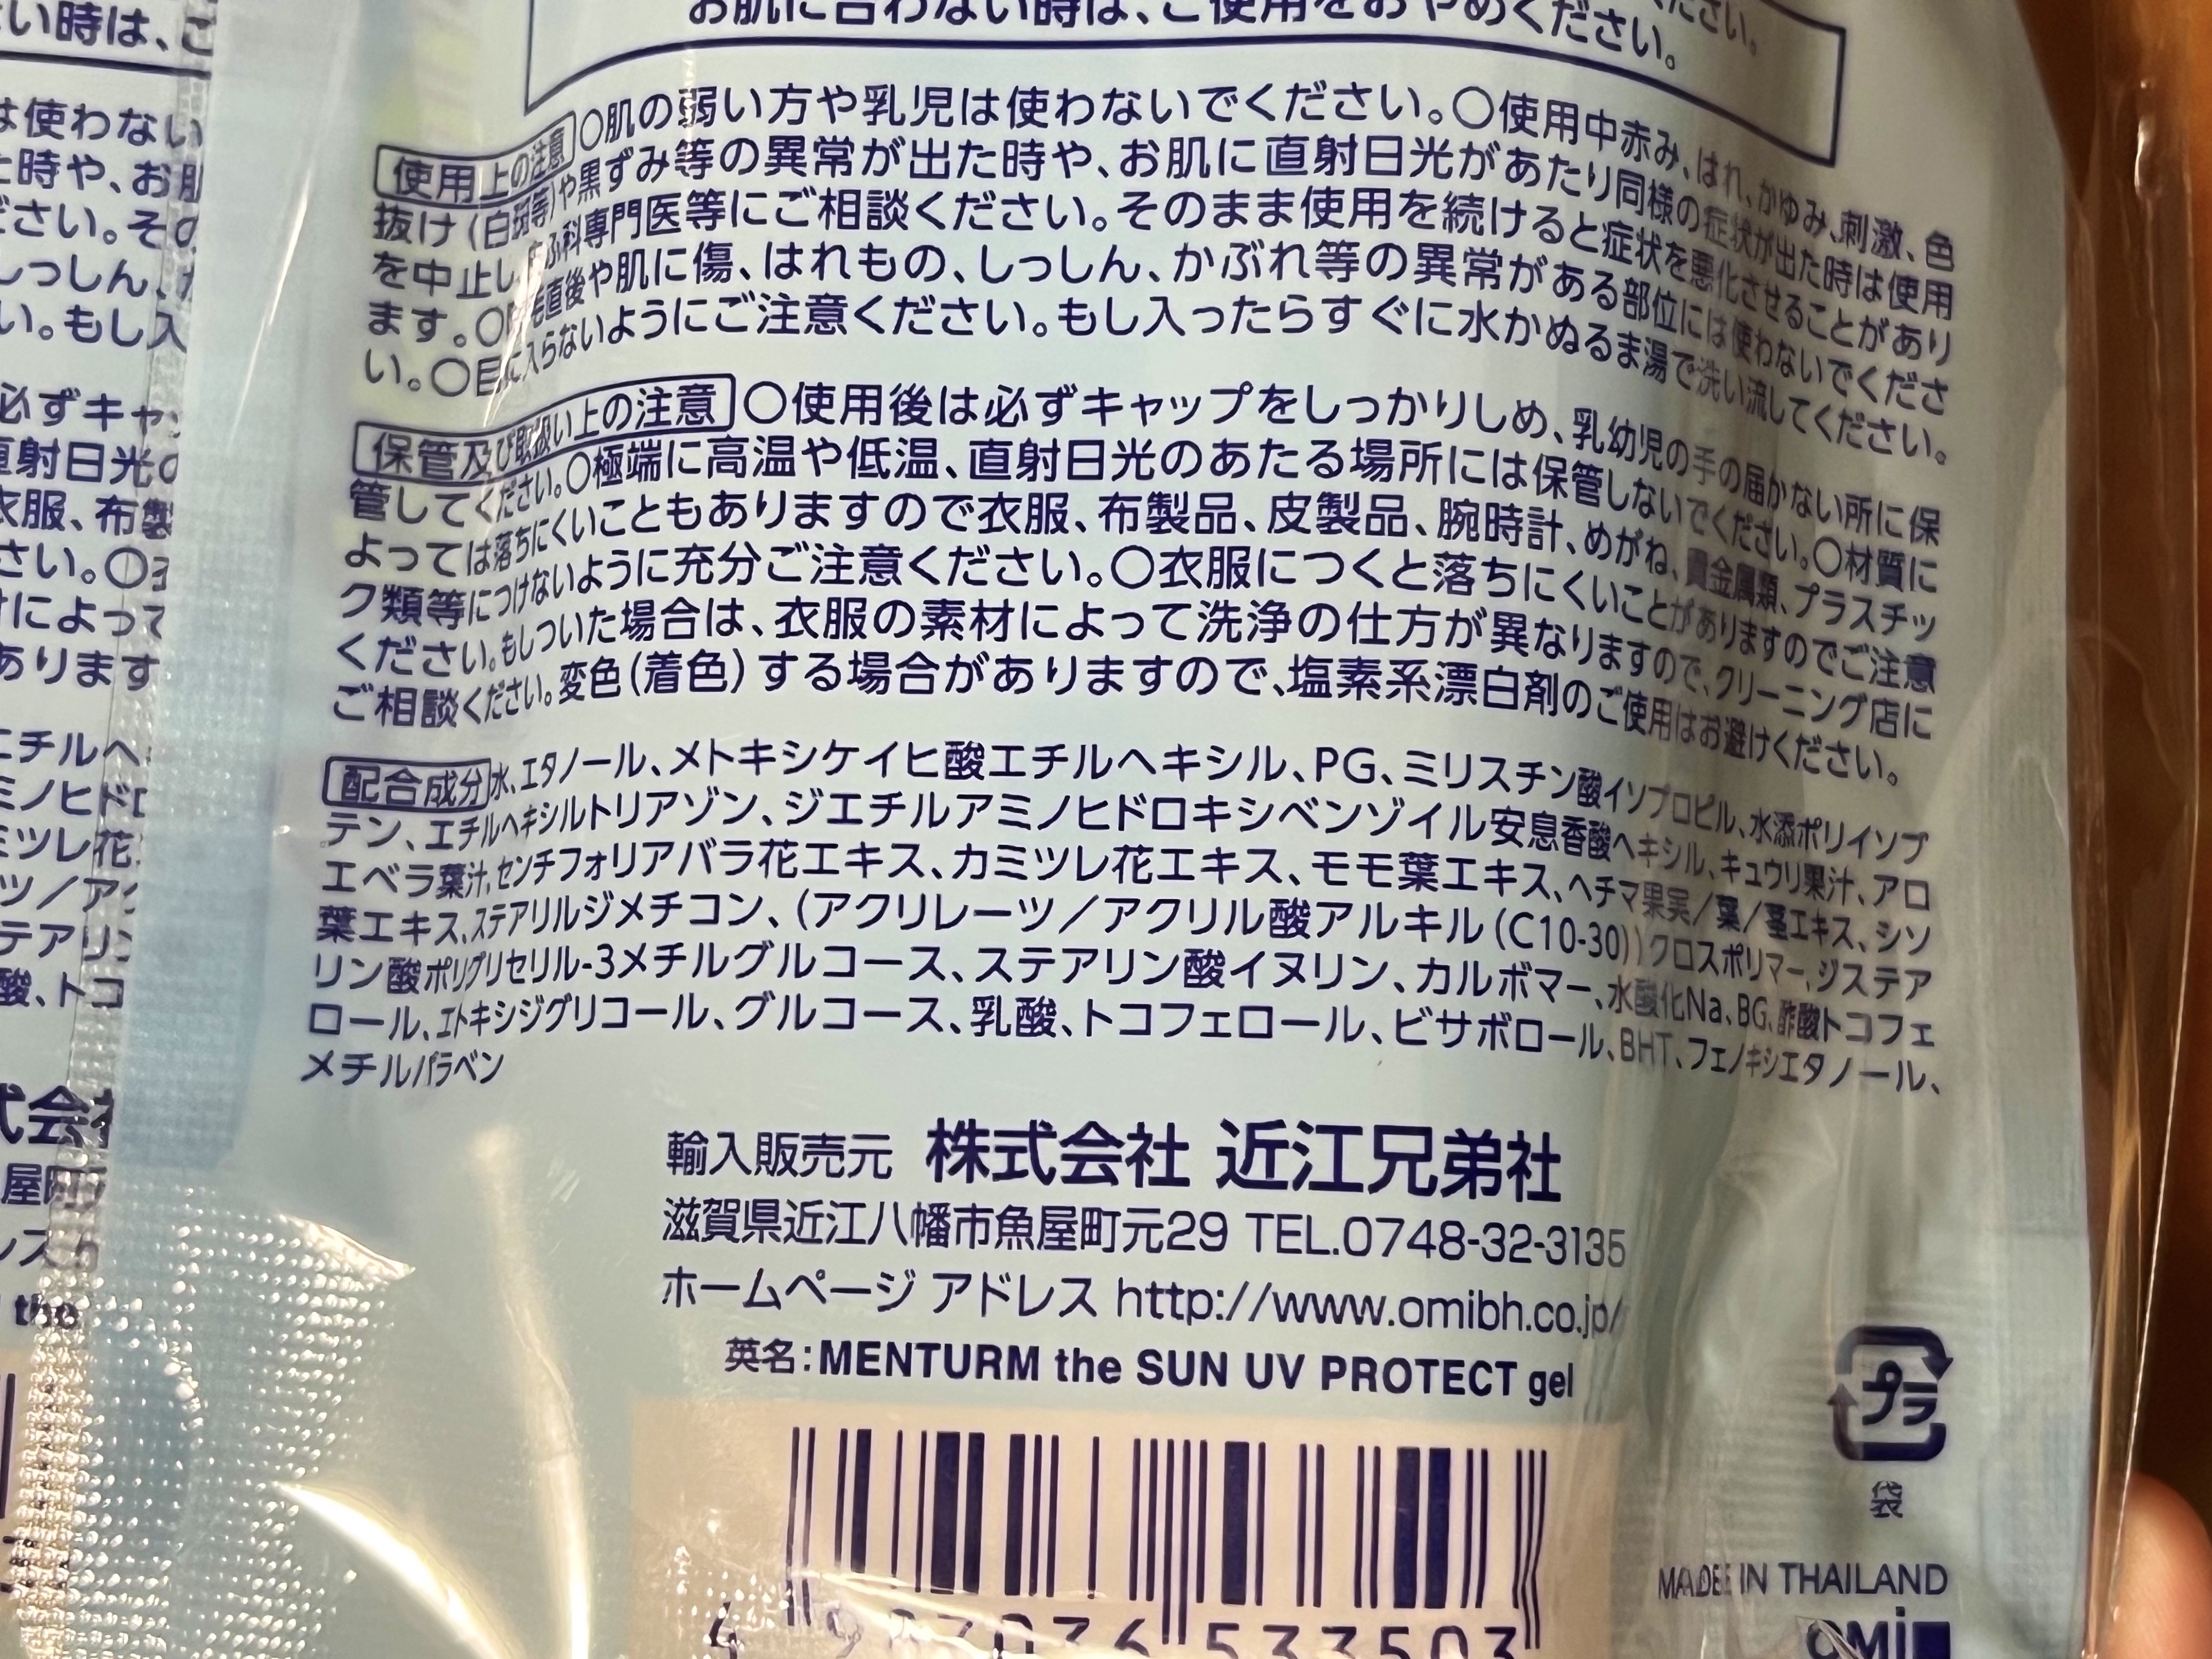 お肌に合わない時は、ご使用をおやめください。
使用上の注意 ○肌の弱い方や乳児は使わないでください。○使用中赤み、はれ、かゆみ、刺激、色
抜け(白斑等)や黒ずみ等の異常が出た時や、お肌に直射日光があたり同様の症状が出た時は使用
を中止し、皮ふ科専門医等にご相談ください。そのまま使用を続けると症状を悪化させることがあり
ます。○除毛直後や肌に傷、はれもの、しっしん、かぶれ等の異常がある部位には使わないでくださ
い。○目に入らないようにご注意ください。もし入ったらすぐに水かぬるま湯で洗い流してください。
保管及び取扱い上の注意 ○使用後は必ずキャップをしっかりしめ、乳幼児の手の届かない所に保
管してください。○極端に高温や低温、直射日光のあたる場所には保管しないでください。○材質に
よっては落ちにくいこともありますので衣服、布製品、皮製品、腕時計、めがね、貴金属類、プラスチッ
ク類等につけないように充分ご注意ください。○衣服につくと落ちにくいことがありますのでご注意
ください。もしついた場合は、衣服の素材によって洗浄の仕方が異なりますので、クリーニング店に
ご相談ください。変色(着色)する場合がありますので、塩素系漂白剤のご使用はお避けください。
配合成分 水、エタノール、メトキシケイヒ酸エチルヘキシル、PG、ミリスチン酸イソプロピル、水添ポリイソブ
テン、エチルヘキシルトリアゾン、ジエチルアミノヒドロキシベンゾイル安息香酸ヘキシル、キュウリ果汁、アロ
エベラ葉汁、センチフォリアバラ花エキス、カミツレ花エキス、モモ葉エキス、ヘチマ果実/葉/茎エキス、シソ
葉エキス、ステアリルジメチコン、(アクリレーツ/アクリル酸アルキル(C10-30))クロスポリマー、ジステア
リン酸ポリグリセリル-3メチルグルコース、ステアリン酸イヌリン、カルボマー、水酸化Na、BG、酢酸トコフェ
ロール、エトキシジグリコール、グルコース、乳酸、トコフェロール、ビサボロール、BHT、フェノキシエタノール、
メチルパラベン
輸入販売元 株式会社 近江兄弟社
滋賀県近江八幡市魚屋町元29 TEL.0748-32-3135
ホームページ アドレス http://www.omibh.co.jp/
英名:MENTURM the SUN UV PROTECT gel
プラ
袋
MADE IN THAILAND
OMI